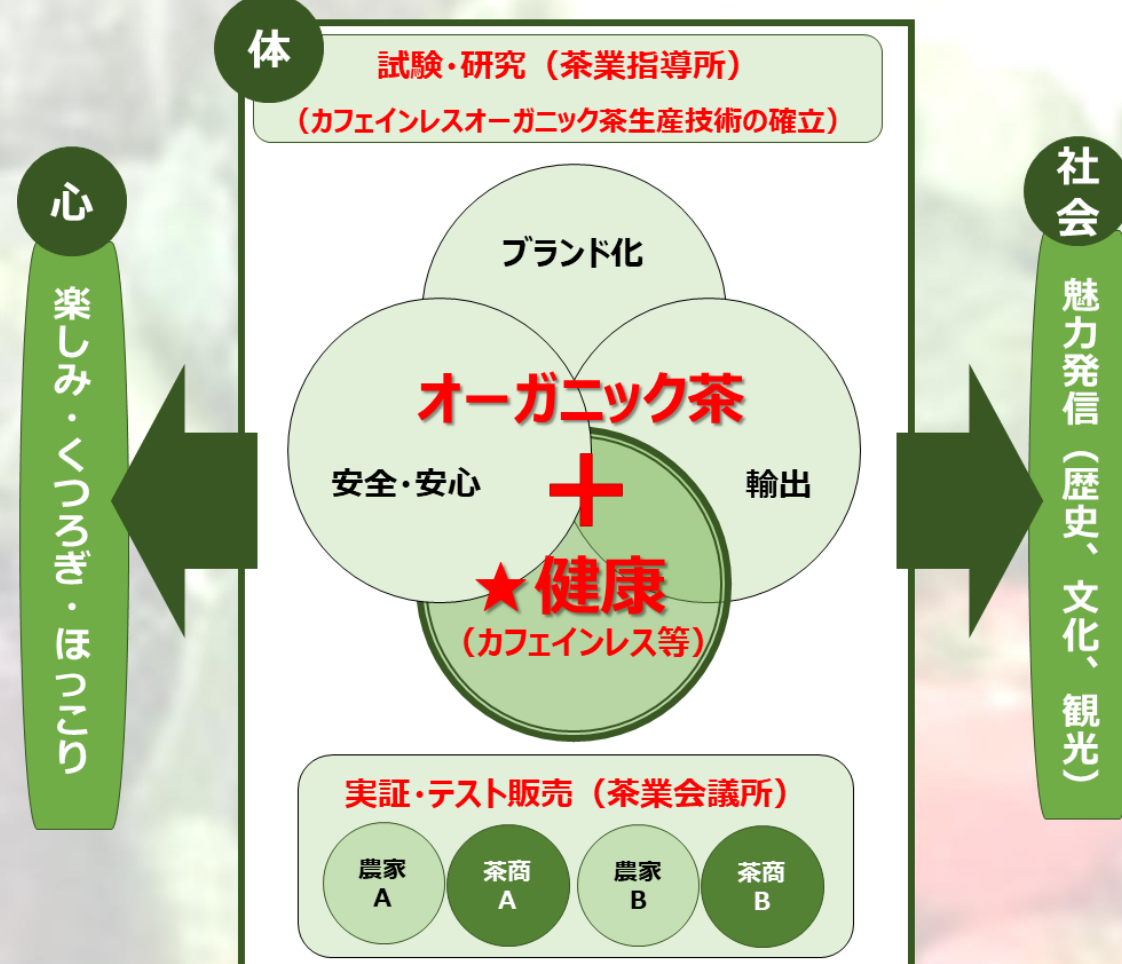 体
試験・研究（茶業指導所）
（カフェインレスオーガニック茶生産技術の確立）
心
楽しみ・くつろぎ・ほっこり
ブランド化
オーガニック茶
安全・安心
＋
輸出
★健康
（カフェインレス等）
実証・テスト販売（茶業会議所）
農家
A
茶商
A
農家
B
茶商
B
社
会
魅力発信（歴史、文化、観光）